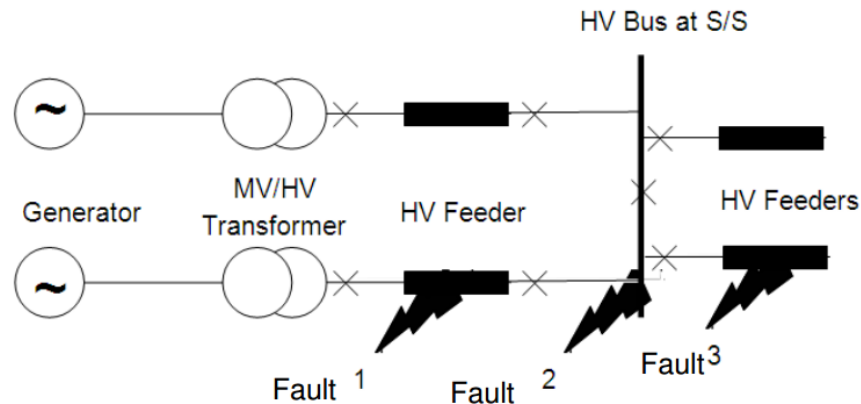 HV Bus at S/S
~
MV/HV
Transformer
Generator
HV Feeder
HV Feeders
~
Fault 1
Fault 2
Fault 3